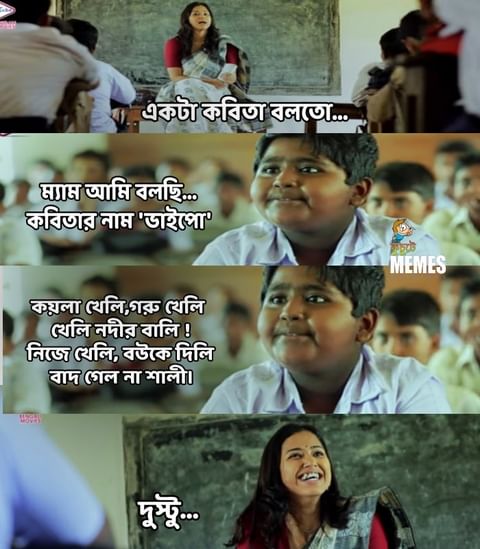 একটা কবিতা বলতো...
ম্যাম আমি বলছি...
কবিতার নাম 'ভাইপো'
MEMES
কয়লা খেলি,গরু খেলি
খেলি নদীর বালি !
নিজে খেলি, বউকে দিলি
বাদ গেল না শালী।
দুস্টু...